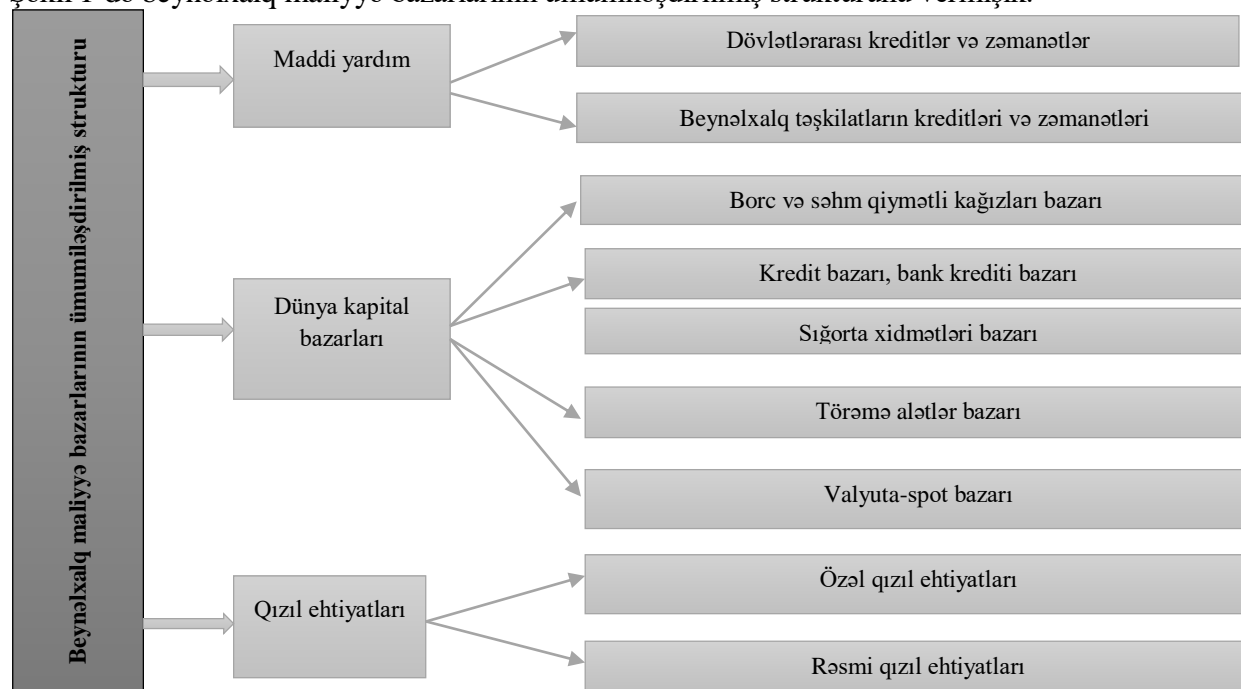 Şəkil 1-də beynəlxalq maliyyə bazarlarının ümumiləşdirilmiş strukturu vermişik.
Beynəlxalq maliyyə bazarlarının ümumiləşdirilmiş strukturu
Maddi yardım
Dövlətlərarası kreditlər və zəmanətlər
Beynəlxalq təşkilatların kreditləri və zəmanətləri
Dünya kapital
bazarları
Borc və səhm qiymətli kağızları bazarı
Kredit bazarı, bank krediti bazarı
Sığorta xidmətləri bazarı
Törəmə alətlər bazarı
Valyuta-spot bazarı
Qızıl ehtiyatları
Özəl qızıl ehtiyatları
Rəsmi qızıl ehtiyatları